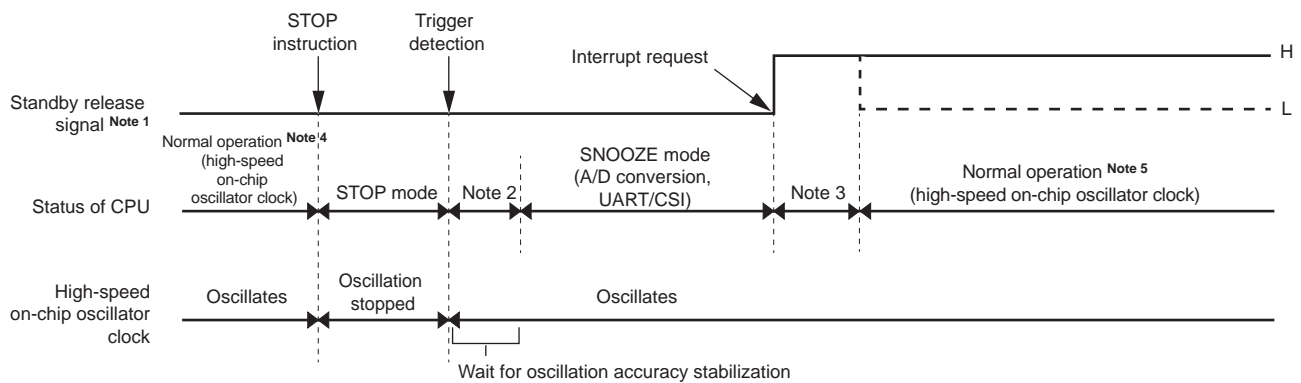 STOP
instruction
Trigger
detection
Interrupt request
H
Standby release
signal Note 1
L
Normal operation Note 4
(high-speed
on-chip
oscillator clock)
SNOOZE mode
(A/D conversion,
UART/CSI)
Normal operation Note 5
(high-speed on-chip oscillator clock)
Status of CPU
STOP mode
Note 2
Note 3
High-speed
on-chip oscillator
clock
Oscillates
Oscillation
stopped
Oscillates
Wait for oscillation accuracy stabilization